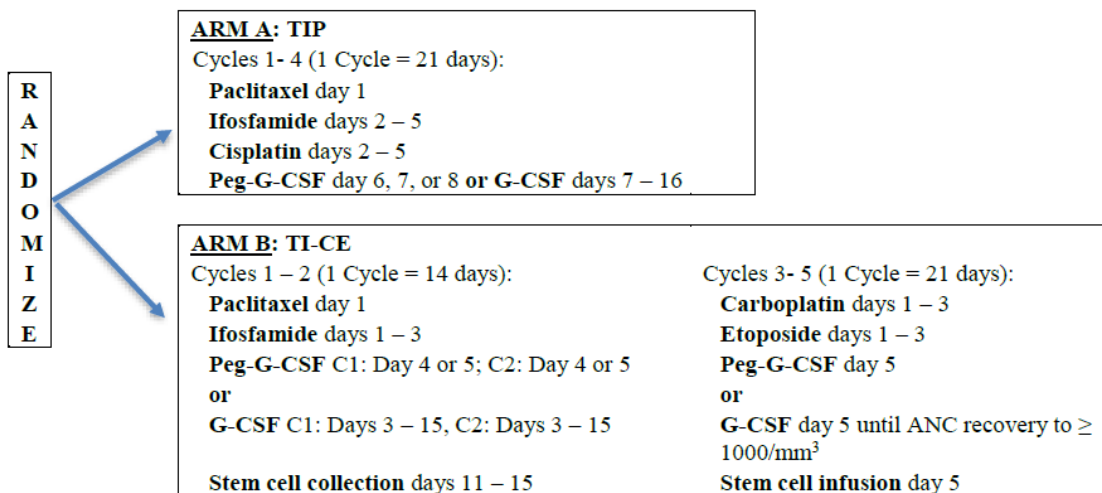 RANDOMIZE
ARM A: TIP
Cycles 1- 4 (1 Cycle = 21 days):
Paclitaxel day 1
Ifosfamide days 2 – 5
Cisplatin days 2 – 5
Peg-G-CSF day 6, 7, or 8 or G-CSF days 7 – 16
ARM B: TI-CE
Cycles 1 – 2 (1 Cycle = 14 days):
Paclitaxel day 1
Ifosfamide days 1 – 3
Peg-G-CSF C1: Day 4 or 5; C2: Day 4 or 5
or
G-CSF C1: Days 3 – 15, C2: Days 3 – 15
Stem cell collection days 11 – 15
Cycles 3- 5 (1 Cycle = 21 days):
Carboplatin days 1 – 3
Etoposide days 1 – 3
Peg-G-CSF day 5
or
G-CSF day 5 until ANC recovery to ≥
1000/mm³
Stem cell infusion day 5